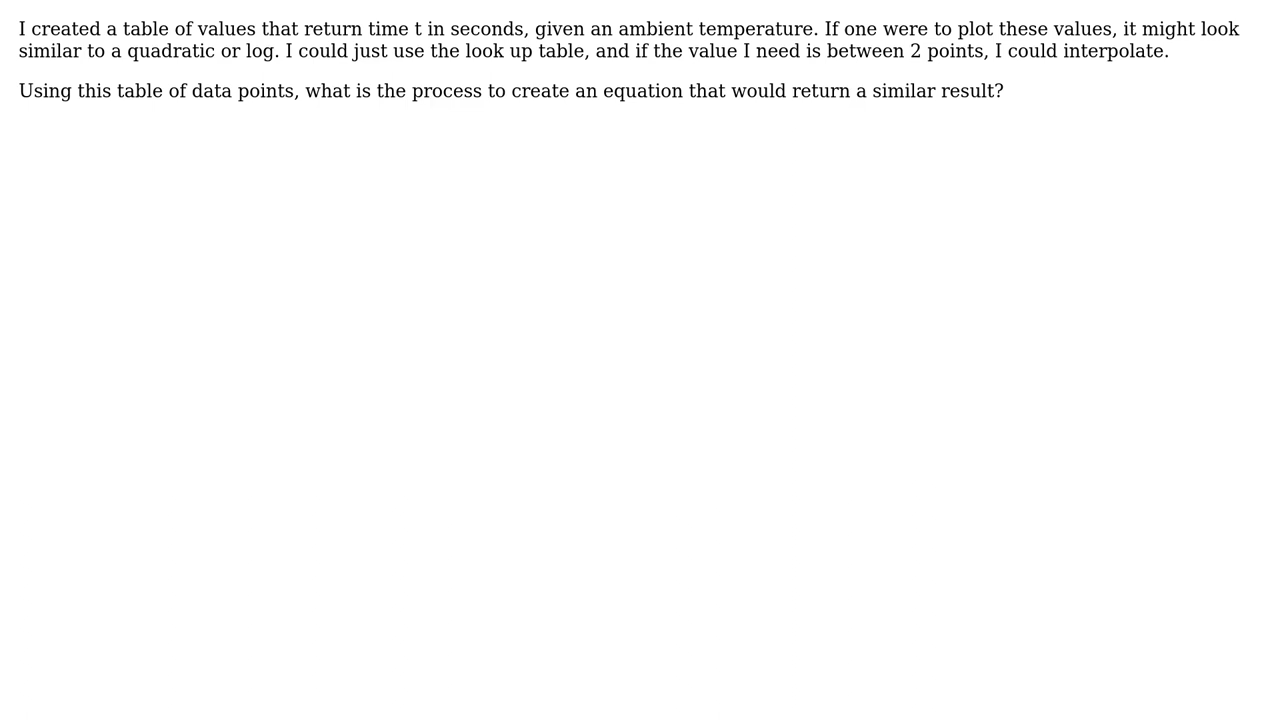 I created a table of values that return time t in seconds, given an ambient temperature. If one were to plot these values, it might look
similar to a quadratic or log. I could just use the look up table, and if the value I need is between 2 points, I could interpolate.
Using this table of data points, what is the process to create an equation that would return a similar result?